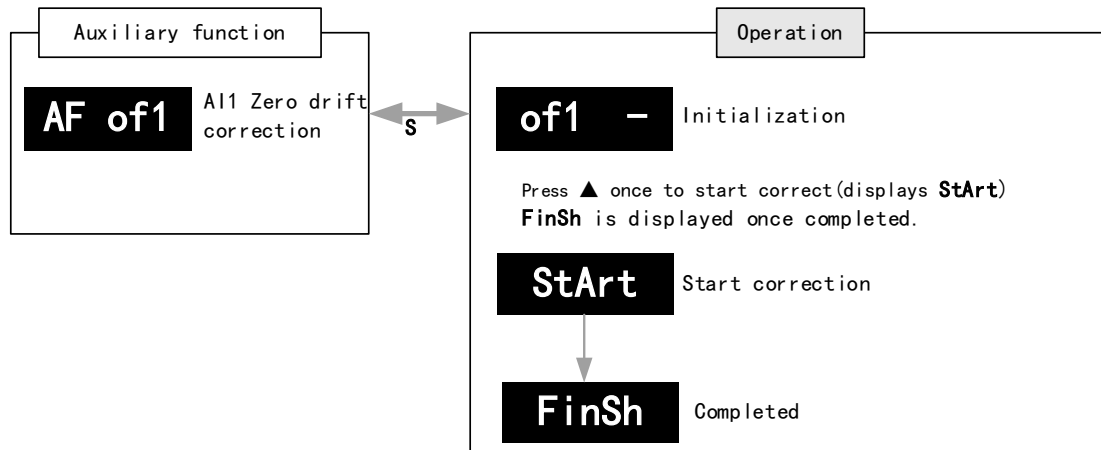 Auxiliary function
AF of1
AI1 Zero drift
correction
S
Operation
of1 -
Initialization
Press ▲ once to start correct(displays StArt)
FinSh is displayed once completed.
StArt
Start correction
FinSh
Completed